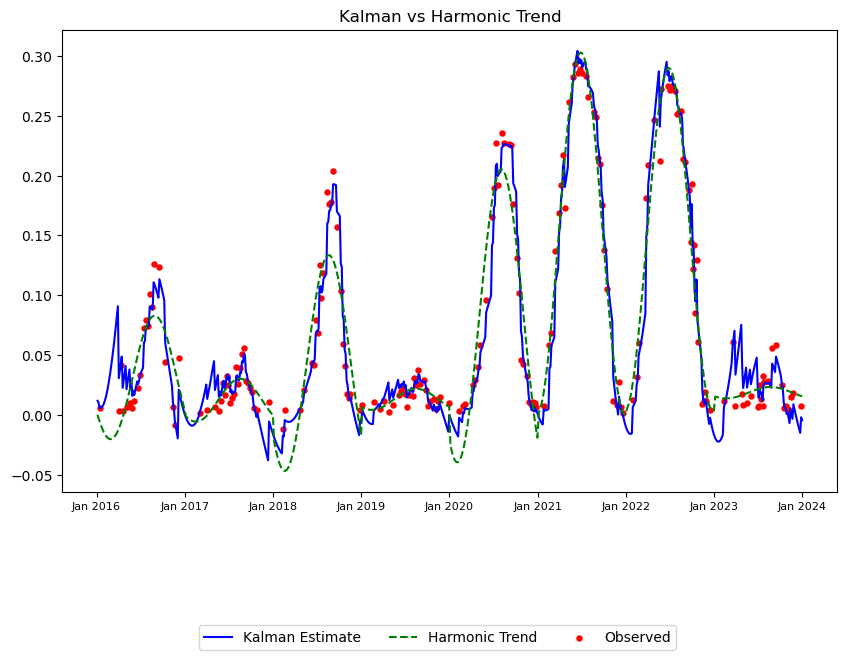 Kalman vs Harmonic Trend
0.30
0.25
0.20
0.15
0.10
0.05
0.00
−0.05
Jan 2016 Jan 2017 Jan 2018 Jan 2019 Jan 2020 Jan 2021 Jan 2022 Jan 2023 Jan 2024
Kalman Estimate Harmonic Trend Observed